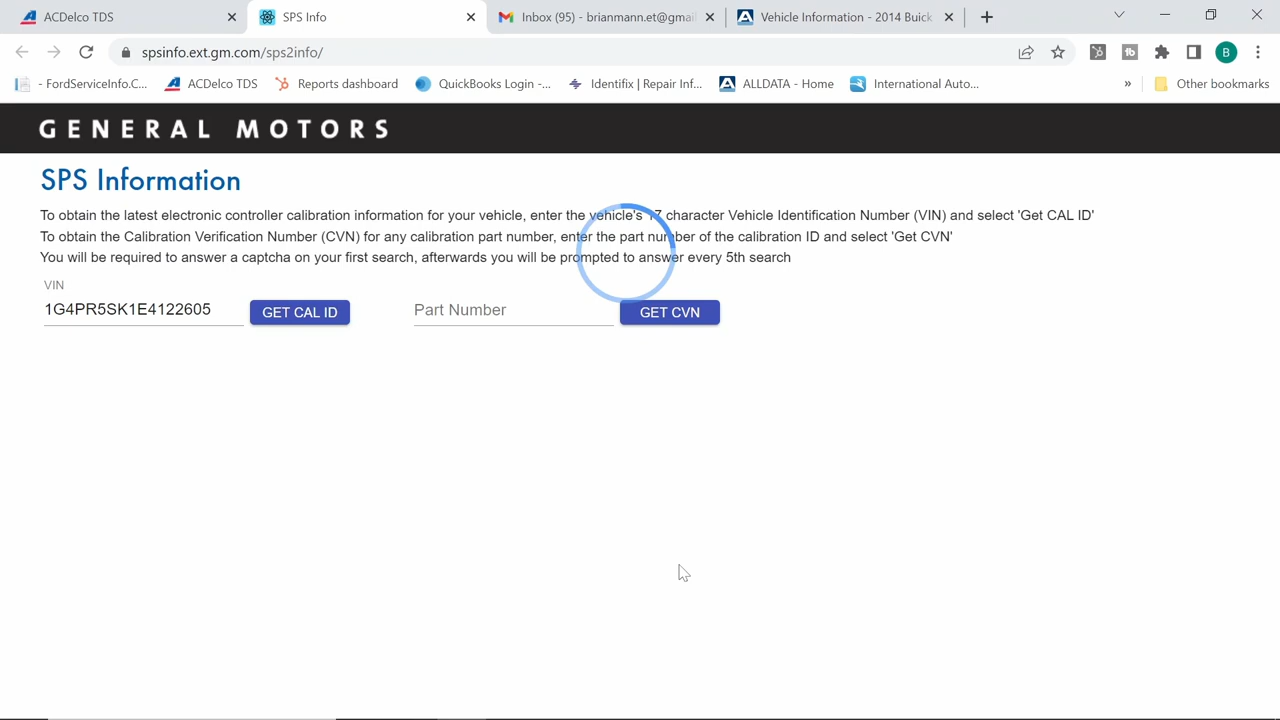 ACDelco TDS
SPS Info
Inbox (95) - brianmann.et@gmai
Vehicle Information - 2014 Buick
spsinfo.ext.gm.com/sps2info/
B
- FordServiceInfo.C...
ACDelco TDS
Reports dashboard
QuickBooks Login -...
Identifix | Repair Inf...
ALLDATA - Home
International Auto...
»
Other bookmarks
GENERAL MOTORS
SPS Information
To obtain the latest electronic controller calibration information for your vehicle, enter the vehicle's 17 character Vehicle Identification Number (VIN) and select 'Get CAL ID'
To obtain the Calibration Verification Number (CVN) for any calibration part number, enter the part number of the calibration ID and select 'Get CVN'
You will be required to answer a captcha on your first search, afterwards you will be prompted to answer every 5th search
VIN
1G4PR5SK1E4122605
GET CAL ID
Part Number
GET CVN